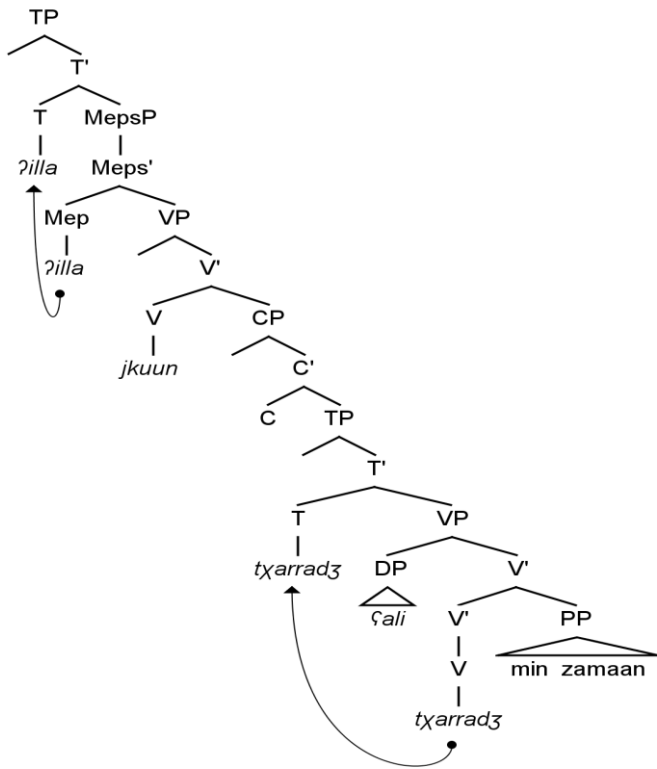 TP
T'
T MepsP
ʔilla Meps'
Mep VP
ʔilla V'
V CP
jkuun C'
C TP
T'
T VP
tχarradʒ DP V'
ʕali V' PP
V min zamaan
tχarradʒ